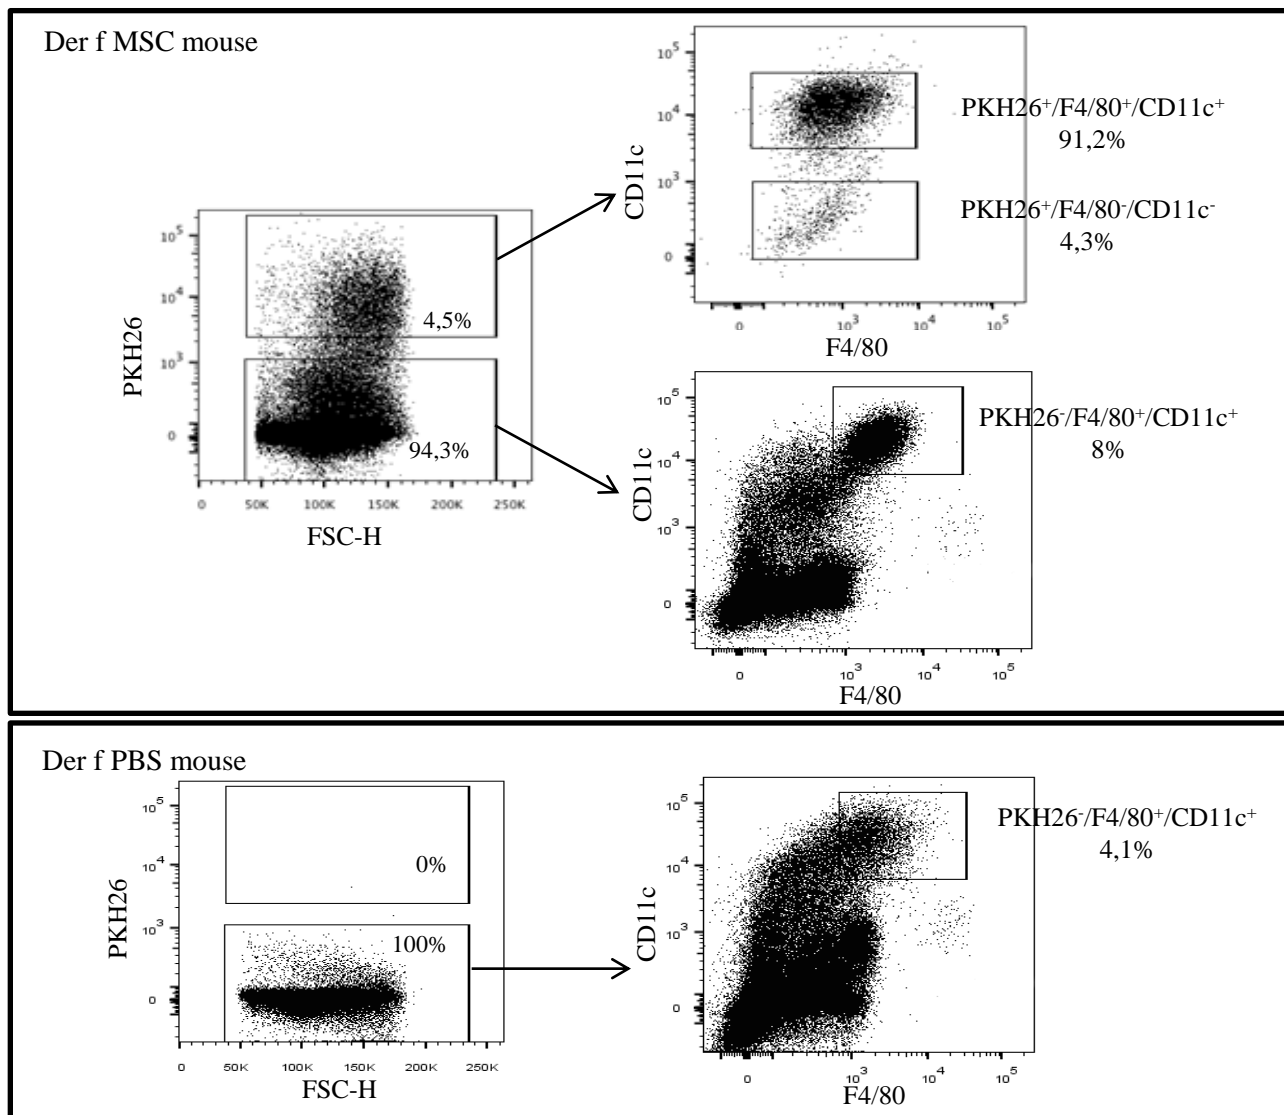 Der f MSC mouse
PKH26
10⁵
10⁴
10³
0
4,5%
94,3%
0 50K 100K 150K 200K 250K
FSC-H
CD11c
10⁵
10⁴
10³
0
0 10³ 10⁴ 10⁵
F4/80
PKH26⁺/F4/80⁺/CD11c⁺
91,2%
PKH26⁺/F4/80⁻/CD11c⁻
4,3%
CD11c
10⁵
10⁴
10³
0
0 10³ 10⁴ 10⁵
F4/80
PKH26⁻/F4/80⁺/CD11c⁺
8%
Der f PBS mouse
PKH26
10⁵
10⁴
10³
0
0%
100%
0 50K 100K 150K 200K 250K
FSC-H
CD11c
10⁵
10⁴
10³
0
0 10³ 10⁴ 10⁵
F4/80
PKH26⁻/F4/80⁺/CD11c⁺
4,1%